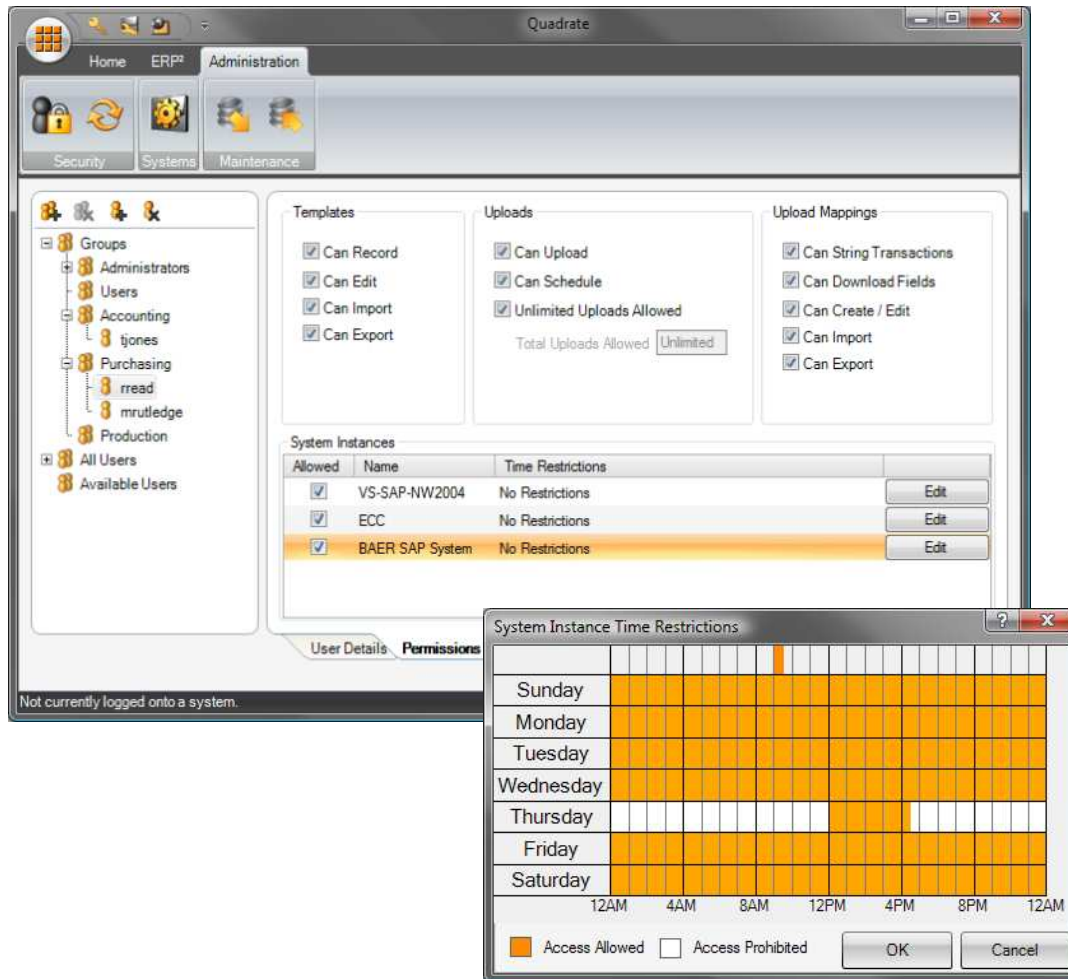 Quadrate
Home ERP² Administration
Security Systems Maintenance
Groups
Administrators
Users
Accounting
tjones
Purchasing
rread
mrutledge
Production
All Users
Available Users
Templates
Can Record
Can Edit
Can Import
Can Export
Uploads
Can Upload
Can Schedule
Unlimited Uploads Allowed
Total Uploads Allowed Unlimited
Upload Mappings
Can String Transactions
Can Download Fields
Can Create / Edit
Can Import
Can Export
System Instances
Allowed Name Time Restrictions
VS-SAP-NW2004 No Restrictions Edit
ECC No Restrictions Edit
BAER SAP System No Restrictions Edit
User Details Permissions
Not currently logged onto a system.
System Instance Time Restrictions
Sunday
Monday
Tuesday
Wednesday
Thursday
Friday
Saturday
12AM 4AM 8AM 12PM 4PM 8PM 12AM
Access Allowed Access Prohibited OK Cancel